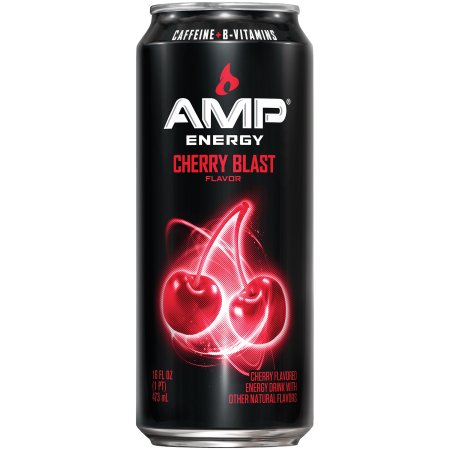 CAFFEINE + B-VITAMINS
AMP®
ENERGY
CHERRY BLAST
FLAVOR
16 FL OZ
(1 PT)
473 mL
CHERRY FLAVORED
ENERGY DRINK WITH
OTHER NATURAL FLAVORS